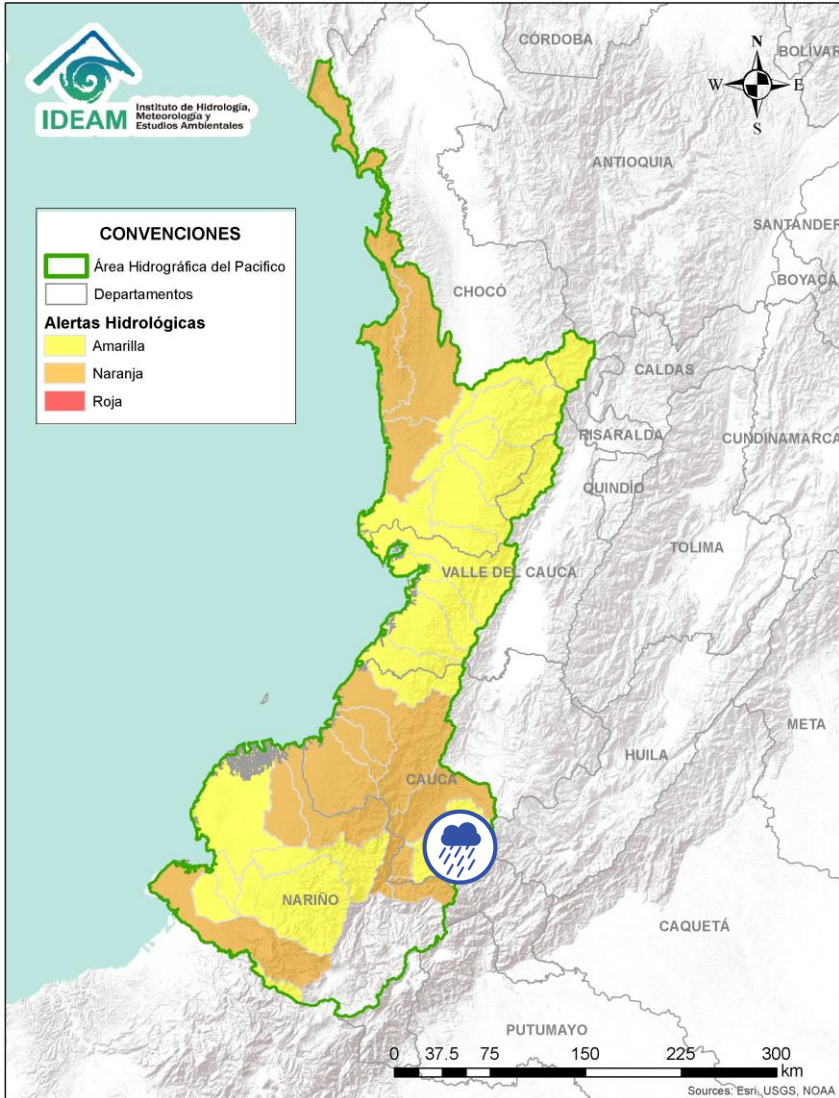 IDEAM
Instituto de Hidrología,
Meteorología y
Estudios Ambientales
CONVENCIONES
Área Hidrográfica del Pacifico
Departamentos
Alertas Hidrológicas
Amarilla
Naranja
Roja
N
W E
S
CÓRDOBA
BOLÍVAR
ANTIOQUIA
SANTANDER
BOYACÁ
CHOCÓ
CALDAS
RISARALDA
CUNDINAMARCA
QUINDÍO
TOLIMA
VALLE DEL CAUCA
META
HUILA
CAUCA
NARIÑO
CAQUETÁ
PUTUMAYO
0 37.5 75 150 225 300
km
Sources: Esri, USGS, NOAA